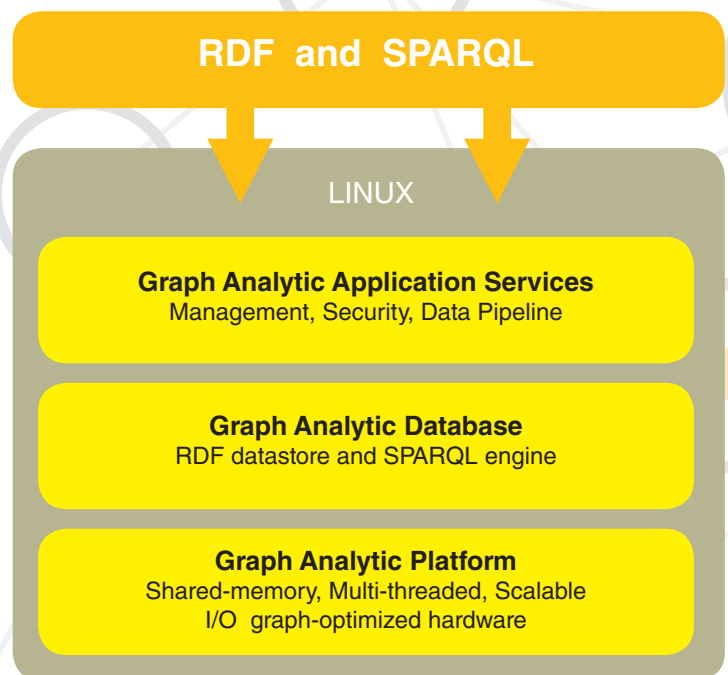 RDF and SPARQL
LINUX
Graph Analytic Application Services
Management, Security, Data Pipeline
Graph Analytic Database
RDF datastore and SPARQL engine
Graph Analytic Platform
Shared-memory, Multi-threaded, Scalable
I/O graph-optimized hardware